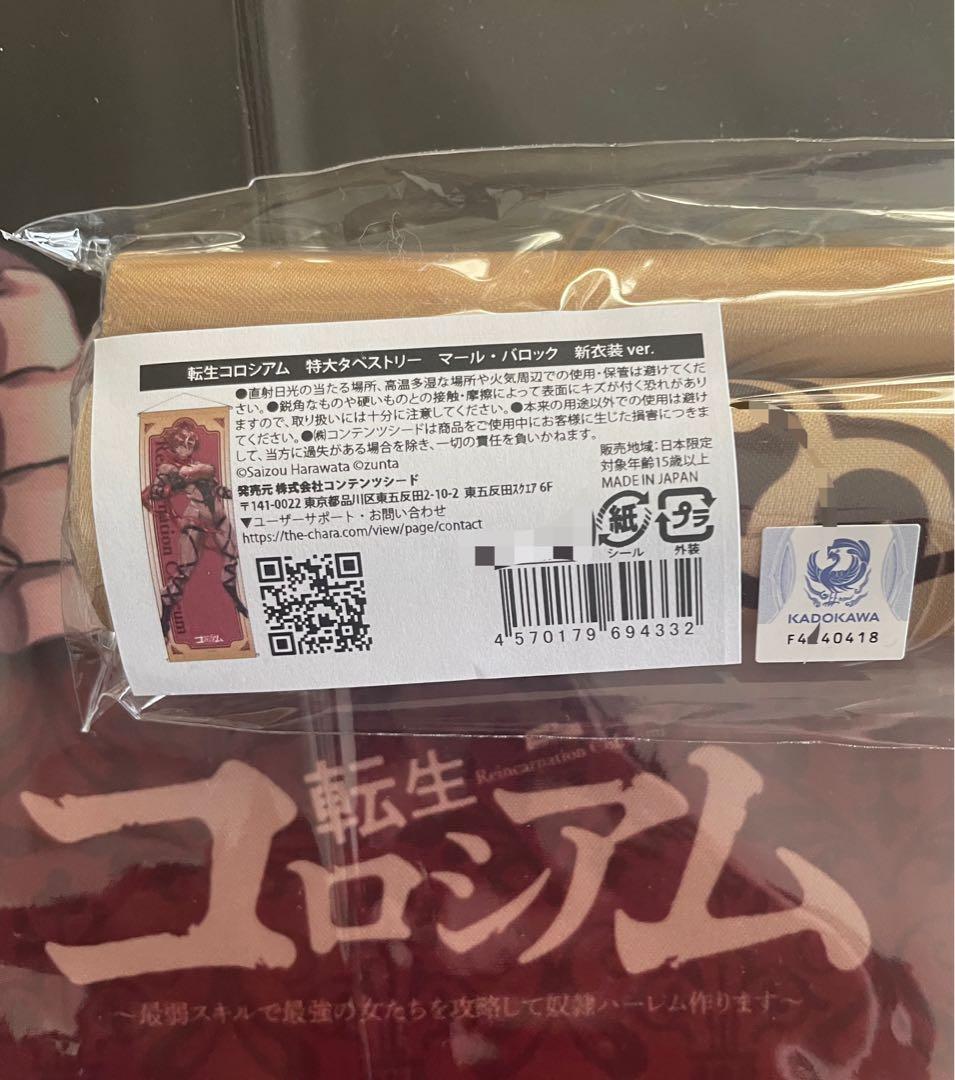 転生コロシアム 特大タペストリー マール・バロック 新衣装 ver.
●直射日光の当たる場所、高温多湿な場所や火気周辺での使用・保管は避けてくだ
さい。●鋭角なものや硬いものとの接触・摩擦によって表面にキズが付く恐れがあり
ますので、取り扱いには十分に注意してください。●本来の用途以外での使用は避け
てください。●㈱コンテンツシードは商品をご使用中にお客様に生じた損害につきま
して、当方に過失がある場合を除き、一切の責任を負いかねます。
©Saizou Harawata ©zunta
発売元 株式会社コンテンツシード
〒141-0022 東京都品川区東五反田2-10-2 東五反田スクエア 6F
▼ユーザーサポート・お問い合わせ
https://the-chara.com/view/page/contact
販売地域：日本限定
対象年齢15歳以上
MADE IN JAPAN
紙
シール
プラ
外装
4 570179 694332
コロシアム
KADOKAWA
F4 40418
転生
Reincarnation
コロシアム
～最弱スキルで最強の女たちを攻略して奴隷ハーレム作ります～